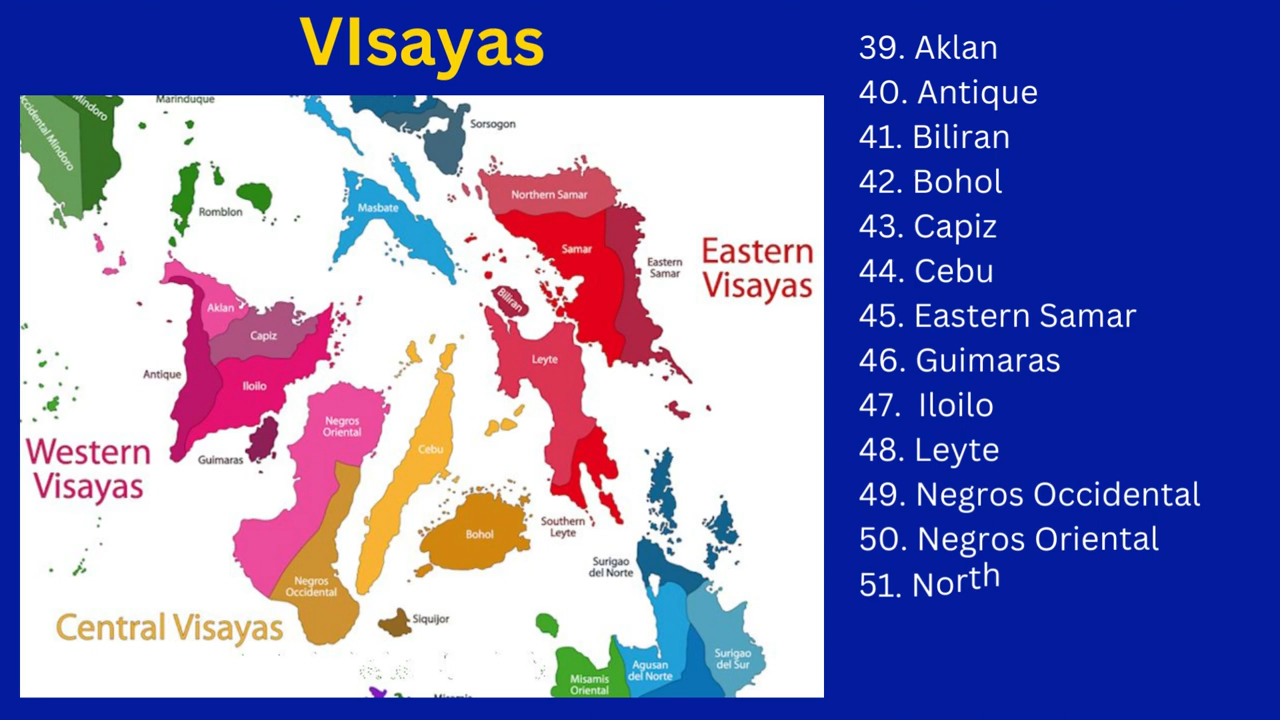 VIsayas
39. Aklan
40. Antique
41. Biliran
42. Bohol
43. Capiz
44. Cebu
45. Eastern Samar
46. Guimaras
47. Iloilo
48. Leyte
49. Negros Occidental
50. Negros Oriental
51. North
Marinduque
Mindoro
Occidental Mindoro
Sorsogon
Romblon
Masbate
Northern Samar
Samar
Eastern
Samar
Eastern
Visayas
Biliran
Aklan
Capiz
Antique
Iloilo
Leyte
Negros
Oriental
Cebu
Guimaras
Western
Visayas
Southern
Leyte
Bohol
Surigao
del Norte
Negros
Occidental
Central Visayas
Siquijor
Misamis
Oriental
Agusan
del Norte
Surigao
del Sur